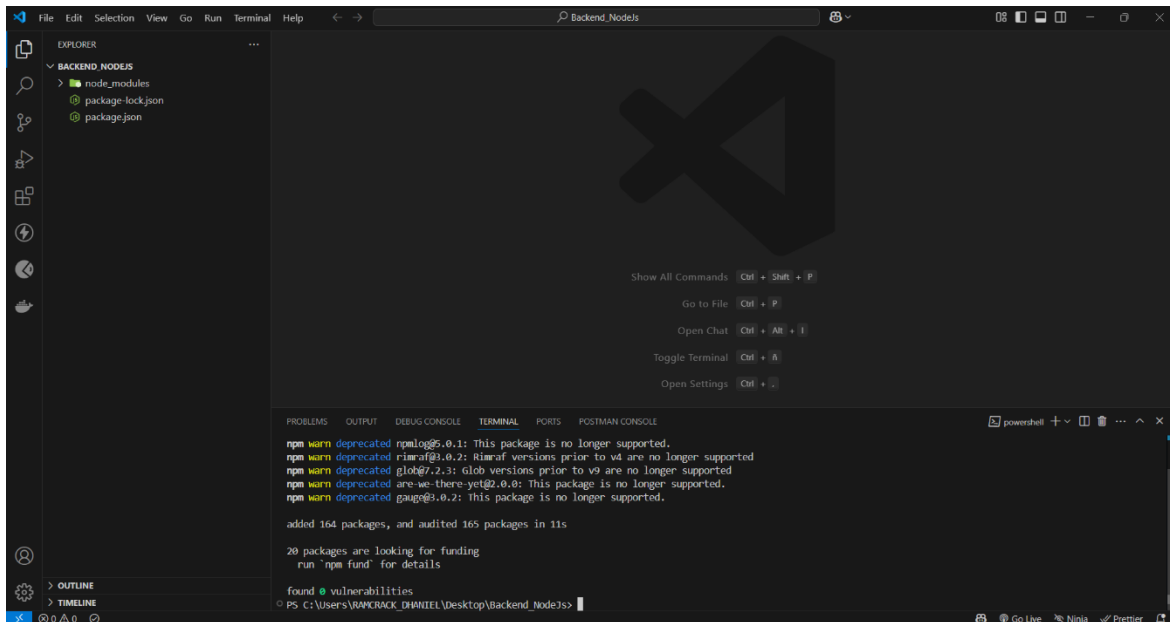 File Edit Selection View Go Run Terminal Help
Backend_NodeJs
EXPLORER
BACKEND_NODEJS
node_modules
package-lock.json
package.json
Show All Commands Ctrl + Shift + P
Go to File Ctrl + P
Open Chat Ctrl + Alt + I
Toggle Terminal Ctrl + ñ
Open Settings Ctrl + .
PROBLEMS OUTPUT DEBUG CONSOLE TERMINAL PORTS POSTMAN CONSOLE
powershell
npm warn deprecated npmlog@5.0.1: This package is no longer supported.
npm warn deprecated rimraf@3.0.2: Rimraf versions prior to v4 are no longer supported
npm warn deprecated glob@7.2.3: Glob versions prior to v9 are no longer supported
npm warn deprecated are-we-there-yet@2.0.0: This package is no longer supported.
npm warn deprecated gauge@3.0.2: This package is no longer supported.
added 164 packages, and audited 165 packages in 11s
20 packages are looking for funding
run `npm fund` for details
found 0 vulnerabilities
PS C:\Users\RAMCRACK_DHANIEL\Desktop\Backend_NodeJs>
OUTLINE
TIMELINE
0 0 0 Go Live Ninja Prettier